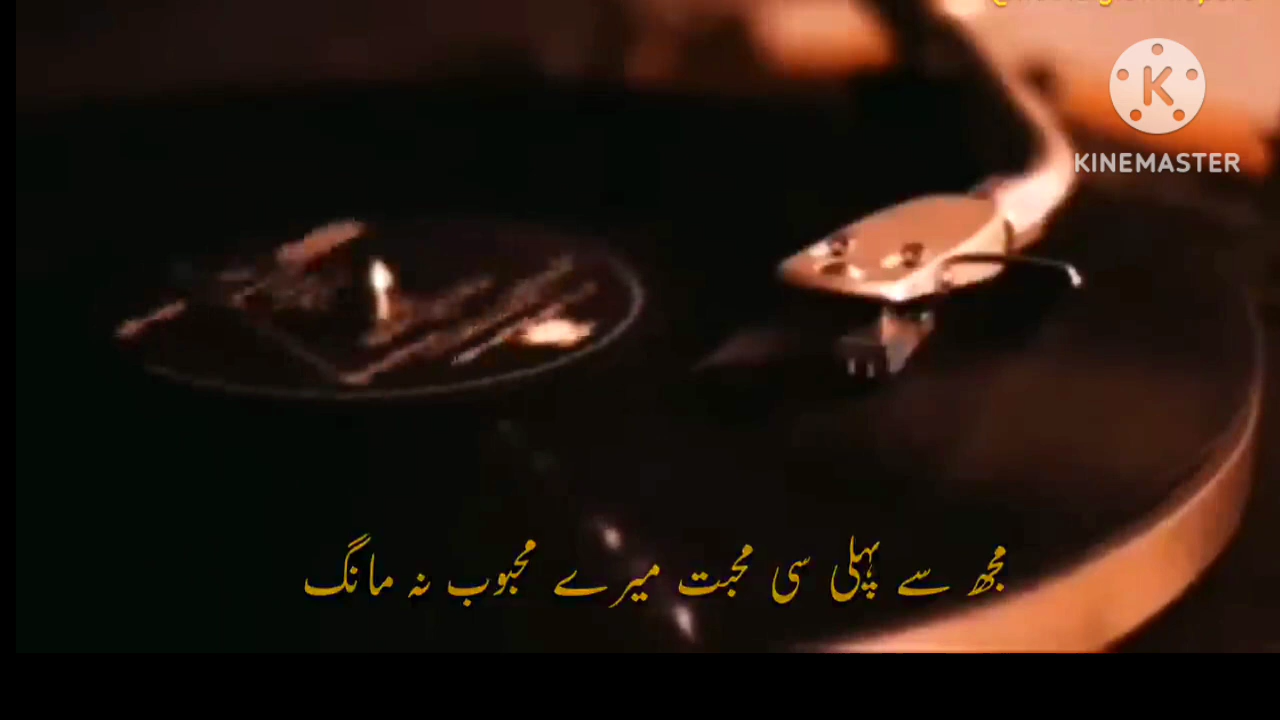 KINEMASTER
مجھ سے پہلی سی محبت میرے محبوب نہ مانگ